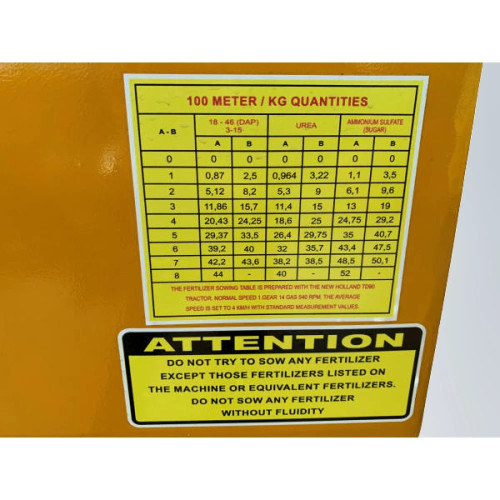 100 METER / KG QUANTITIES
A - B 18 - 46 (DAP) 3-15 UREA AMMONIUM SULFATE (SUGAR)
A B A B A B
0 0 0 0 0 0 0
1 0,87 2,5 0,964 3,22 1,1 3,5
2 5,12 8,2 5,3 9 6,1 9,6
3 11,86 15,7 11,4 15 13 19
4 20,43 24,25 18,6 25 24,75 29,2
5 29,37 33,5 26,4 29,75 35 40,7
6 39,2 40 32 35,7 43,4 47,5
7 42,2 43,6 38,2 38,5 48,5 50,1
8 44 - 40 - 52 -
THE FERTILIZER SOWING TABLE IS PREPARED WITH THE NEW HOLLAND TD90
TRACTOR, NORMAL SPEED 1 GEAR 14 GAS 540 RPM, THE AVERAGE
SPEED IS SET TO 4 KM/H WITH STANDARD MEASUREMENT VALUES.
ATTENTION
DO NOT TRY TO SOW ANY FERTILIZER
EXCEPT THOSE FERTILIZERS LISTED ON
THE MACHINE OR EQUIVALENT FERTILIZERS.
DO NOT SOW ANY FERTILIZER
WITHOUT FLUIDITY